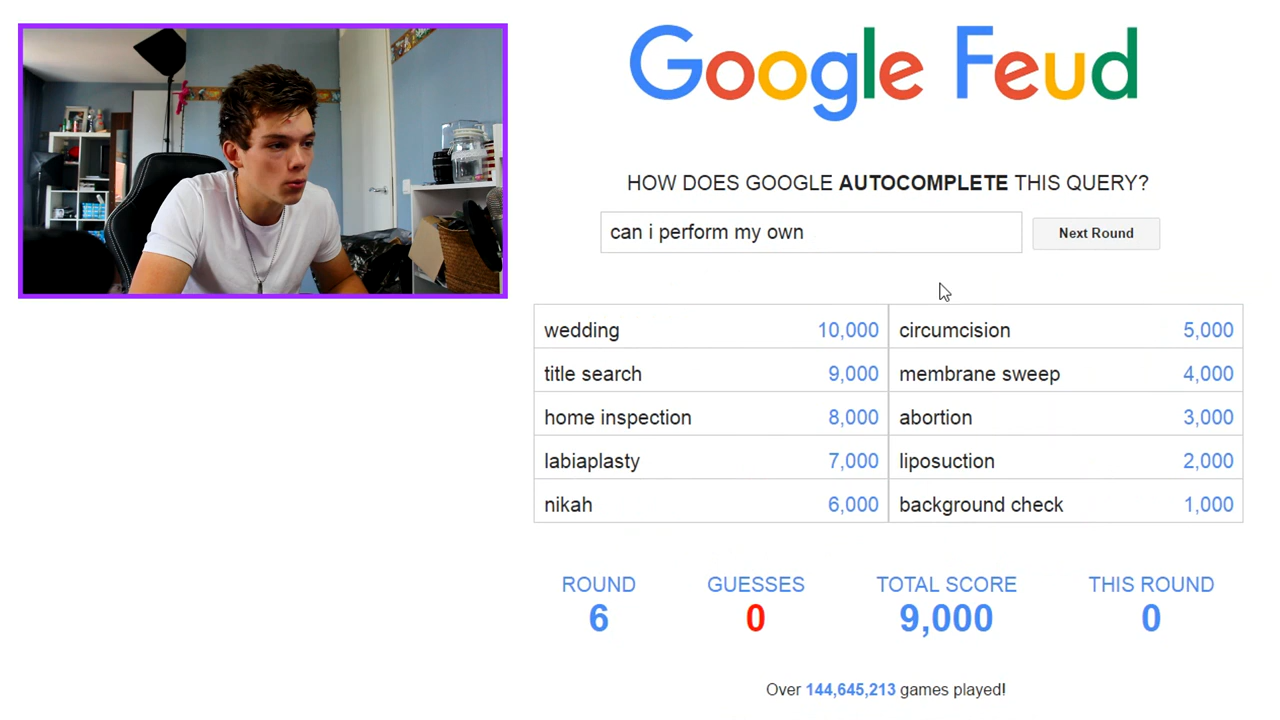 Google Feud
HOW DOES GOOGLE AUTOCOMPLETE THIS QUERY?
can i perform my own
Next Round
wedding 10,000
circumcision 5,000
title search 9,000
membrane sweep 4,000
home inspection 8,000
abortion 3,000
labiaplasty 7,000
liposuction 2,000
nikah 6,000
background check 1,000
ROUND GUESSES TOTAL SCORE THIS ROUND
6 0 9,000 0
Over 144,645,213 games played!